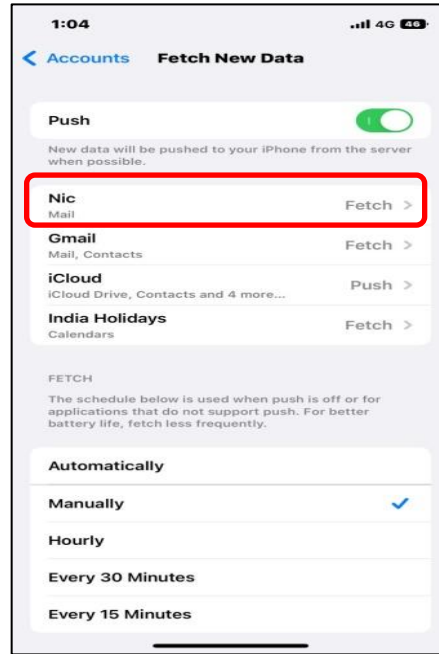 1:04 4G 46
Accounts Fetch New Data
Push
New data will be pushed to your iPhone from the server
when possible.
Nic Fetch
Mail
Gmail Fetch
Mail, Contacts
iCloud Push
iCloud Drive, Contacts and 4 more...
India Holidays Fetch
Calendars
FETCH
The schedule below is used when push is off or for
applications that do not support push. For better
battery life, fetch less frequently.
Automatically
Manually
Hourly
Every 30 Minutes
Every 15 Minutes